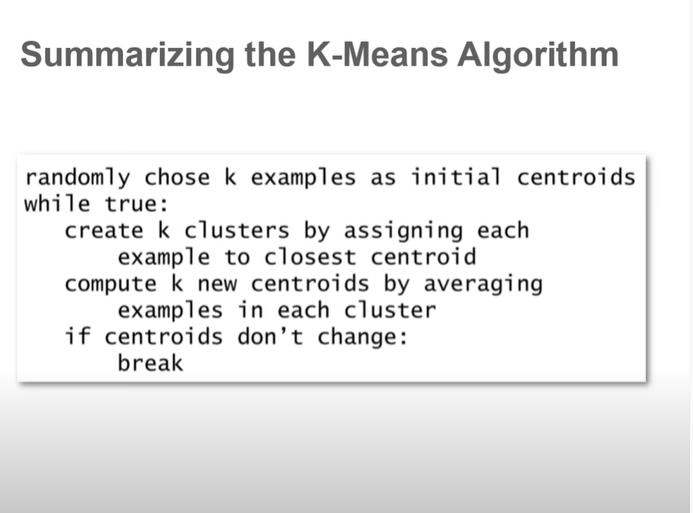 Summarizing the K-Means Algorithm
randomly chose k examples as initial centroids
while true:
create k clusters by assigning each
example to closest centroid
compute k new centroids by averaging
examples in each cluster
if centroids don’t change:
break